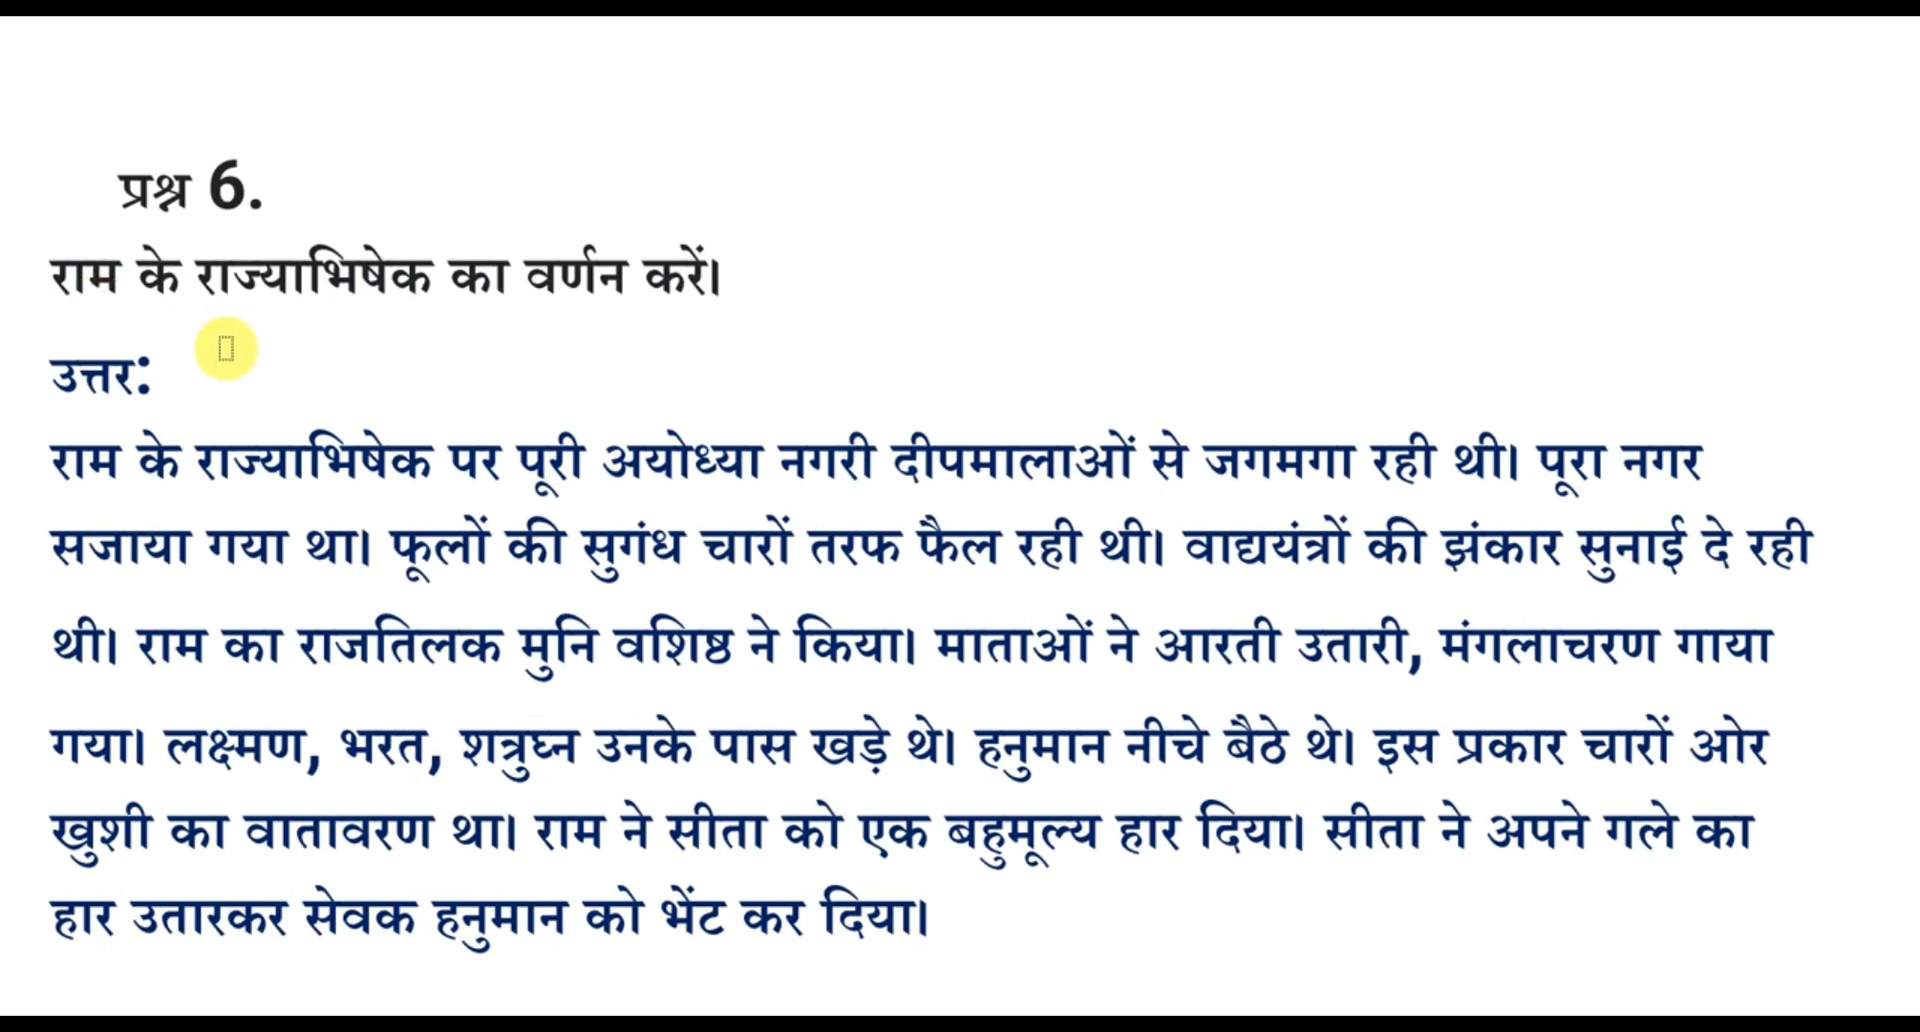 प्रश्न 6.
राम के राज्याभिषेक का वर्णन करें।
उत्तर:
राम के राज्याभिषेक पर पूरी अयोध्या नगरी दीपमालाओं से जगमगा रही थी। पूरा नगर
सजाया गया था। फूलों की सुगंध चारों तरफ फैल रही थी। वाद्ययंत्रों की झंकार सुनाई दे रही
थी। राम का राजतिलक मुनि वशिष्ठ ने किया। माताओं ने आरती उतारी, मंगलाचरण गाया
गया। लक्ष्मण, भरत, शत्रुघ्न उनके पास खड़े थे। हनुमान नीचे बैठे थे। इस प्रकार चारों ओर
खुशी का वातावरण था। राम ने सीता को एक बहुमूल्य हार दिया। सीता ने अपने गले का
हार उतारकर सेवक हनुमान को भेंट कर दिया।